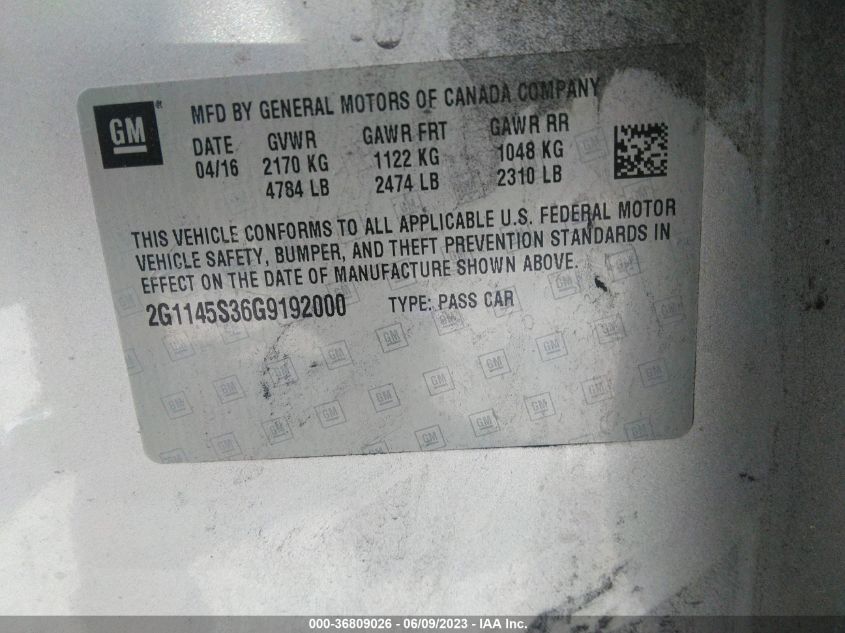 GM
MFD BY GENERAL MOTORS OF CANADA COMPANY
DATE GVWR GAWR FRT GAWR RR
04/16 2170 KG 1122 KG 1048 KG
4784 LB 2474 LB 2310 LB
THIS VEHICLE CONFORMS TO ALL APPLICABLE U.S. FEDERAL MOTOR
VEHICLE SAFETY, BUMPER, AND THEFT PREVENTION STANDARDS IN
EFFECT ON THE DATE OF MANUFACTURE SHOWN ABOVE.
2G1145S36G9192000 TYPE: PASS CAR
000-36809026 - 06/09/2023 - IAA Inc.